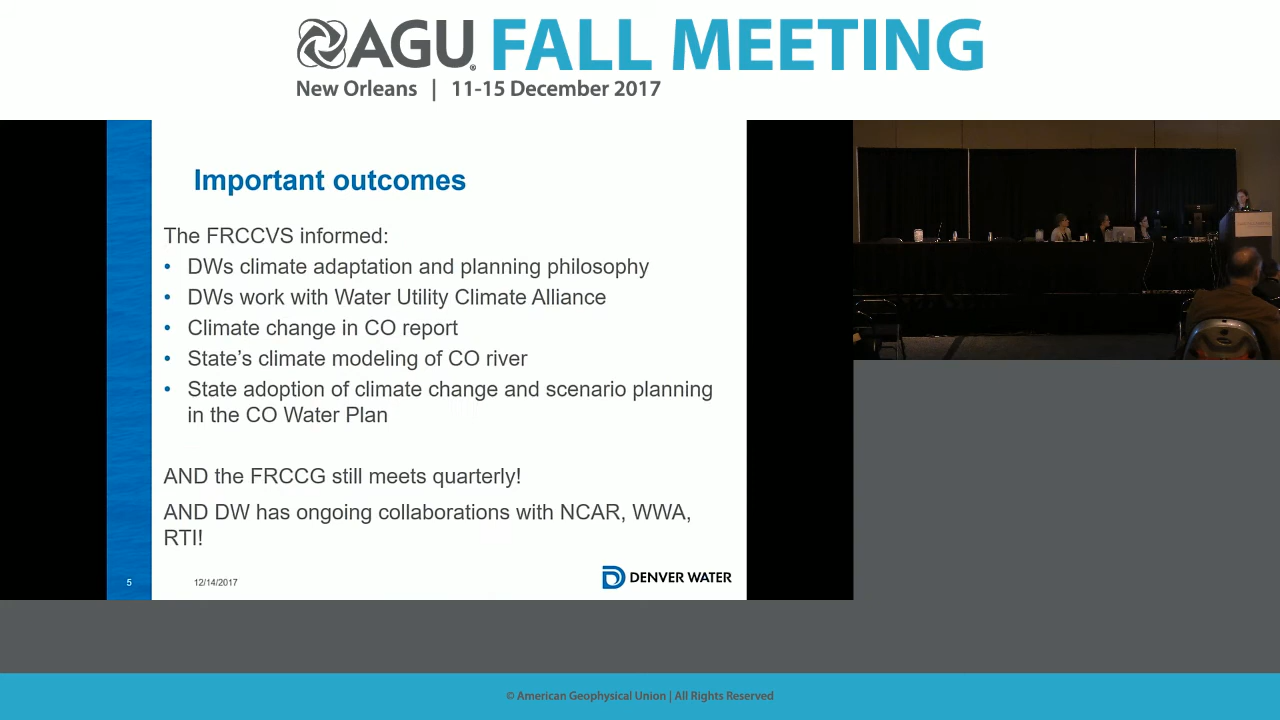 AGU FALL MEETING
New Orleans | 11-15 December 2017
Important outcomes
The FRCCVS informed:
• DWs climate adaptation and planning philosophy
• DWs work with Water Utility Climate Alliance
• Climate change in CO report
• State’s climate modeling of CO river
• State adoption of climate change and scenario planning
in the CO Water Plan
AND the FRCCG still meets quarterly!
AND DW has ongoing collaborations with NCAR, WWA,
RTI!
5
12/14/2017
DENVER WATER
© American Geophysical Union | All Rights Reserved